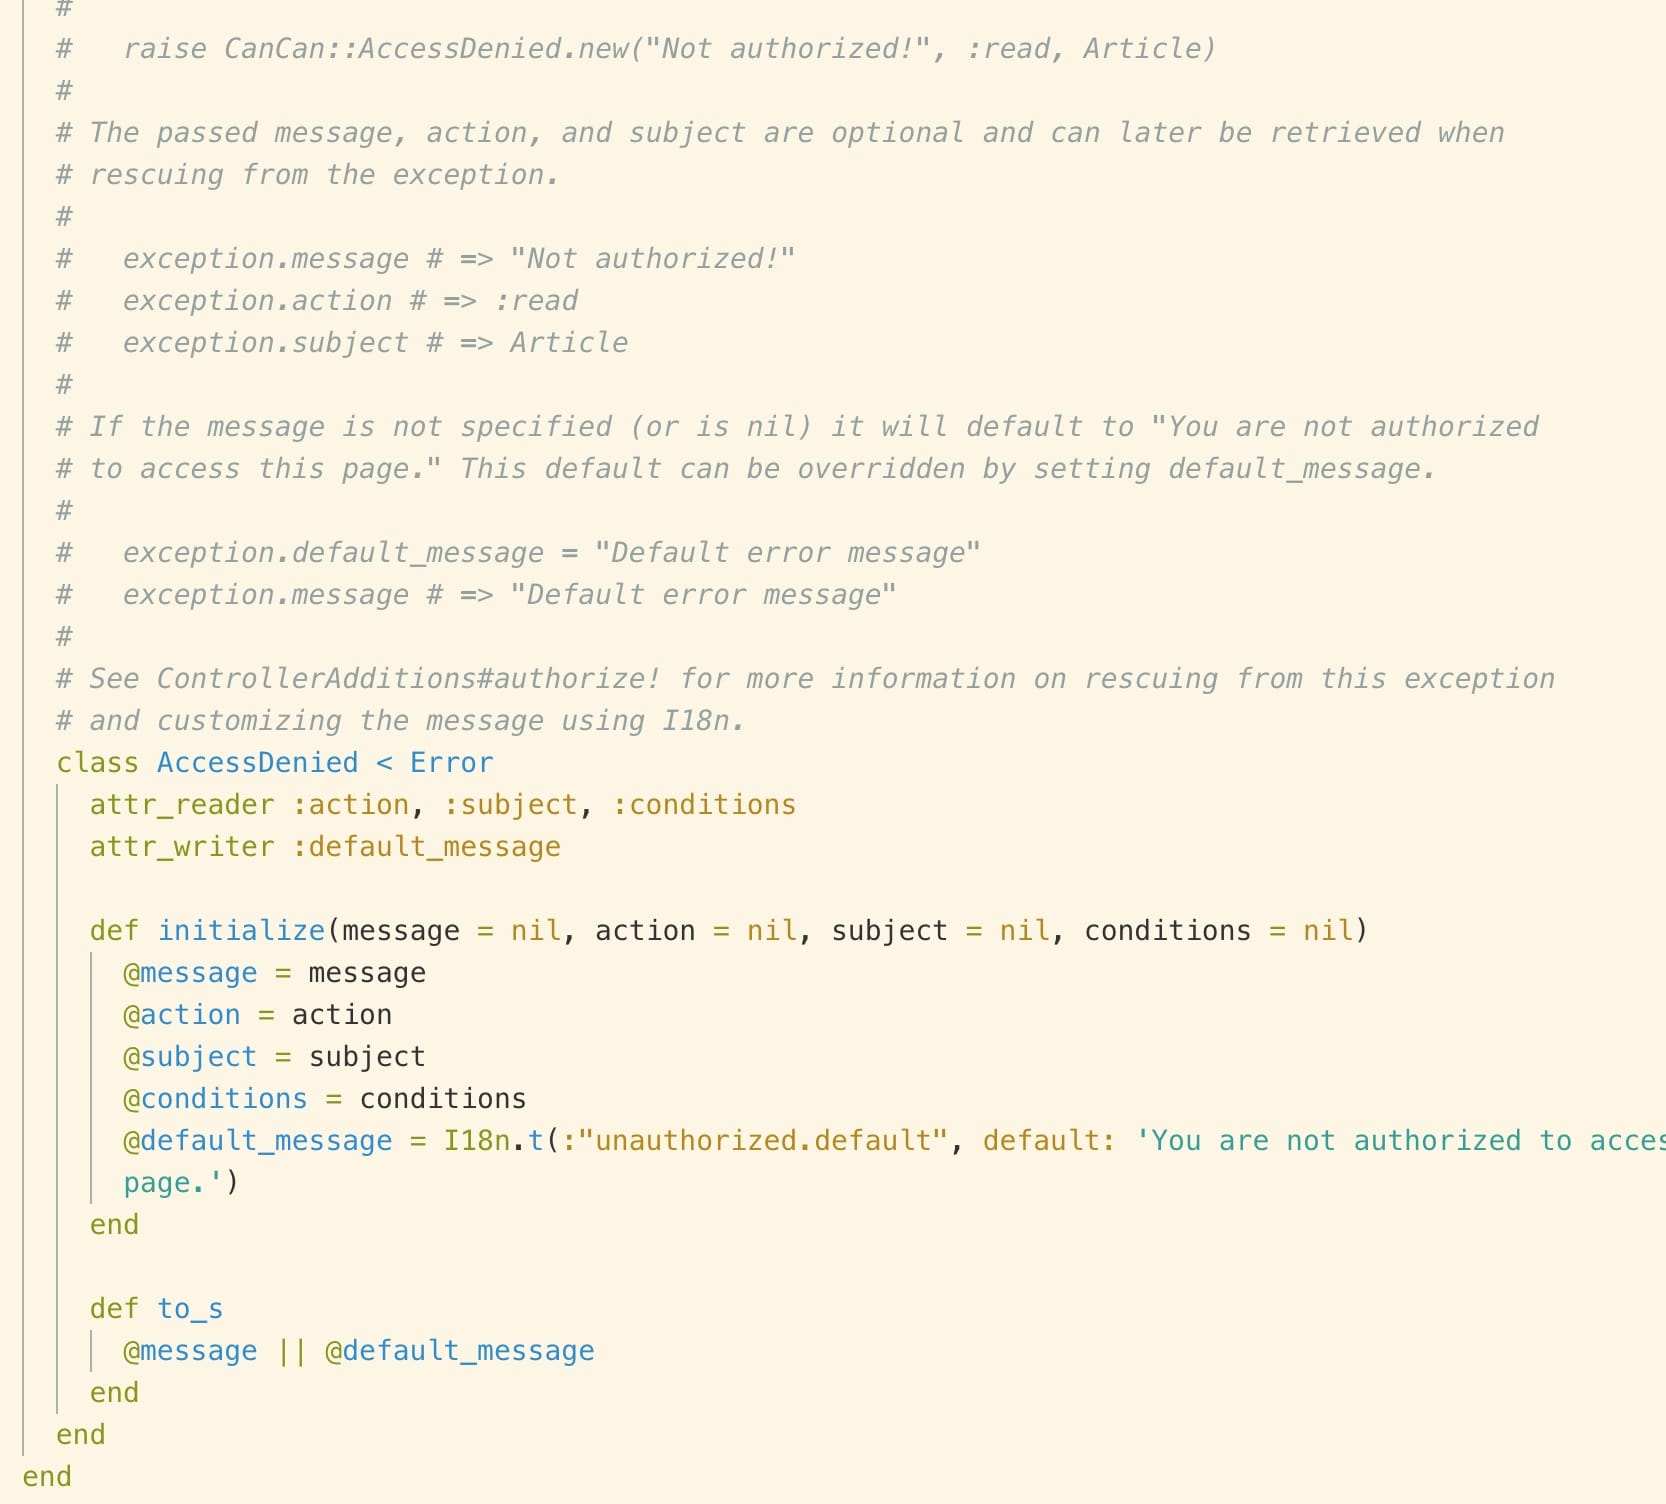 #
#   raise CanCan::AccessDenied.new("Not authorized!", :read, Article)
#
# The passed message, action, and subject are optional and can later be retrieved when
# rescuing from the exception.
#
#   exception.message # => "Not authorized!"
#   exception.action # => :read
#   exception.subject # => Article
#
# If the message is not specified (or is nil) it will default to "You are not authorized
# to access this page." This default can be overridden by setting default_message.
#
#   exception.default_message = "Default error message"
#   exception.message # => "Default error message"
#
# See ControllerAdditions#authorize! for more information on rescuing from this exception
# and customizing the message using I18n.
class AccessDenied < Error
  attr_reader :action, :subject, :conditions
  attr_writer :default_message

  def initialize(message = nil, action = nil, subject = nil, conditions = nil)
    @message = message
    @action = action
    @subject = subject
    @conditions = conditions
    @default_message = I18n.t(:"unauthorized.default", default: 'You are not authorized to
    page.')
  end

  def to_s
    @message || @default_message
  end
end
end